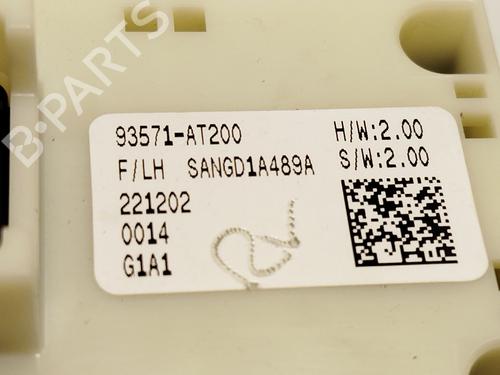 B-PARTS
93571-AT200 H/W:2.00
F/LH SANGD1A489A S/W:2.00
221202
0014
G1A1